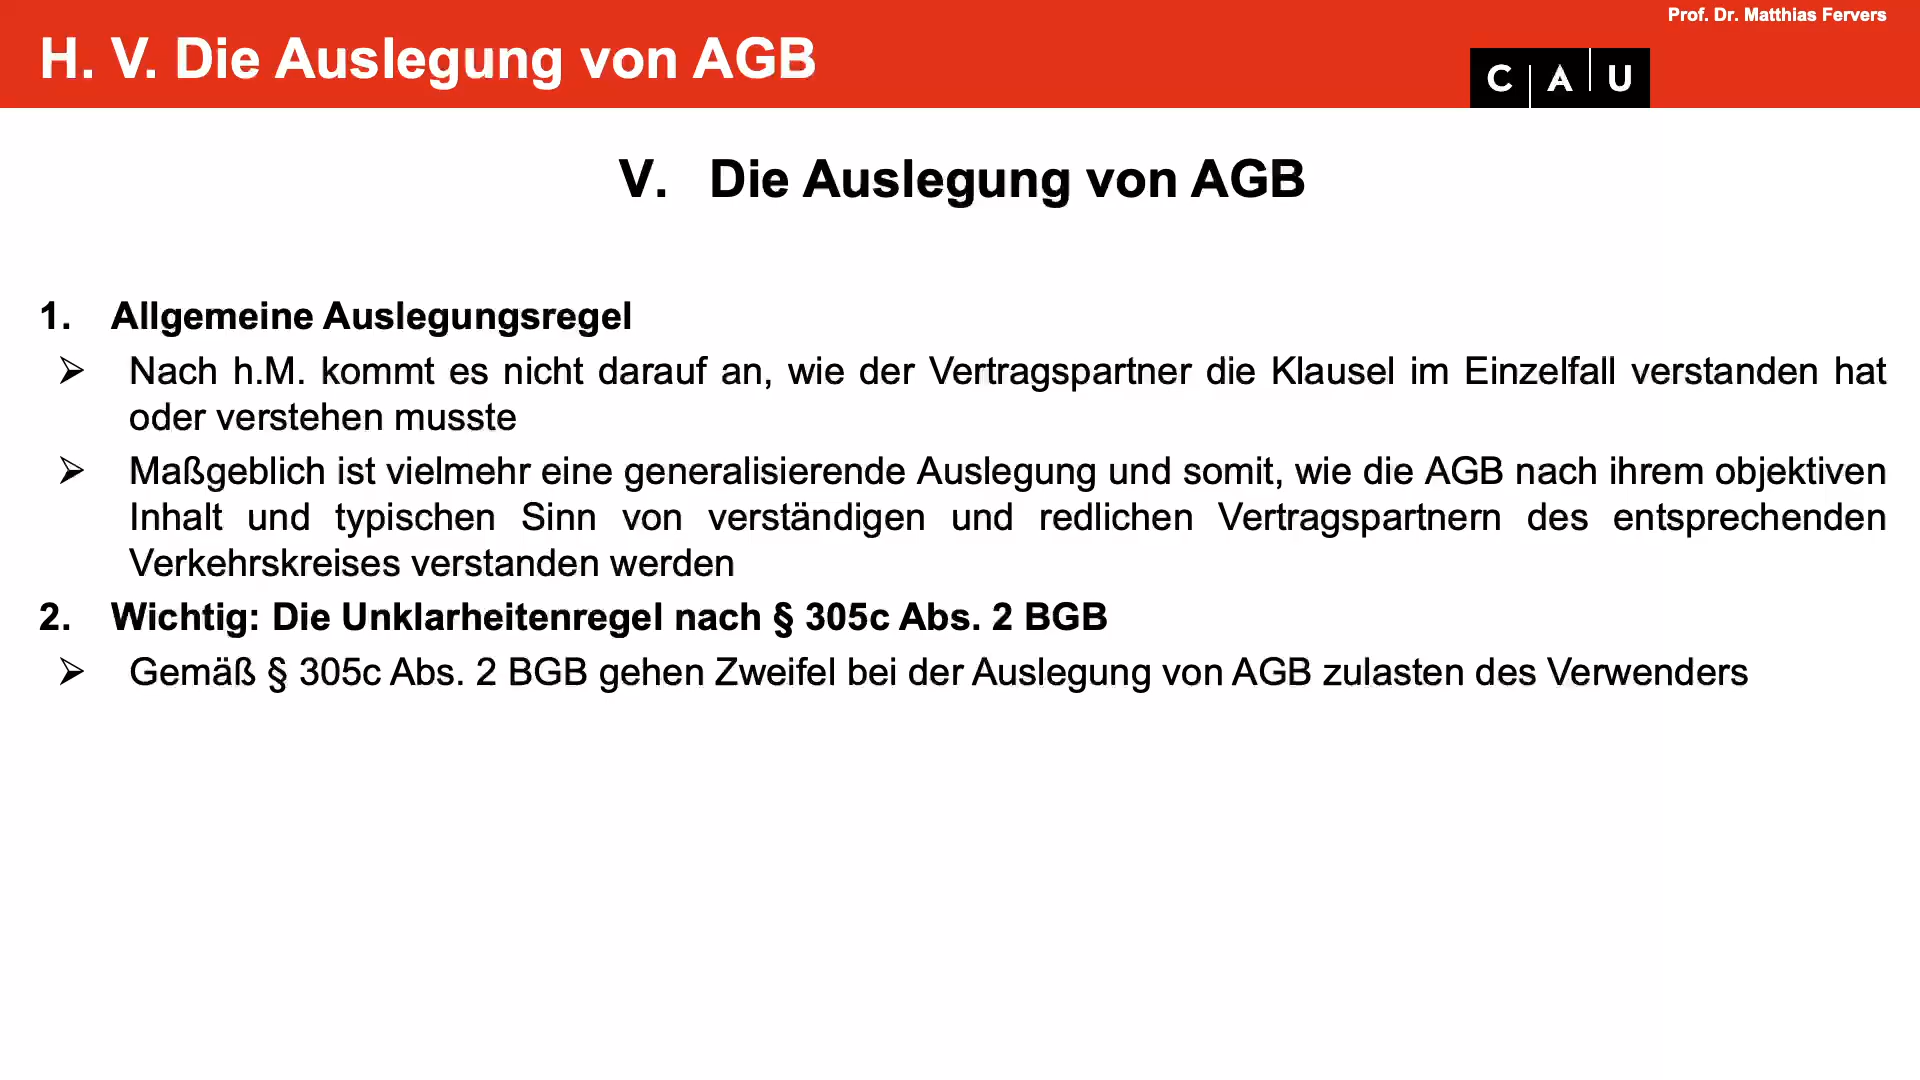 Prof. Dr. Matthias Fervers
H. V. Die Auslegung von AGB
C A U
V. Die Auslegung von AGB
1. Allgemeine Auslegungsregel
➢ Nach h.M. kommt es nicht darauf an, wie der Vertragspartner die Klausel im Einzelfall verstanden hat
oder verstehen musste
➢ Maßgeblich ist vielmehr eine generalisierende Auslegung und somit, wie die AGB nach ihrem objektiven
Inhalt und typischen Sinn von verständigen und redlichen Vertragspartnern des entsprechenden
Verkehrskreises verstanden werden
2. Wichtig: Die Unklarheitenregel nach § 305c Abs. 2 BGB
➢ Gemäß § 305c Abs. 2 BGB gehen Zweifel bei der Auslegung von AGB zulasten des Verwenders